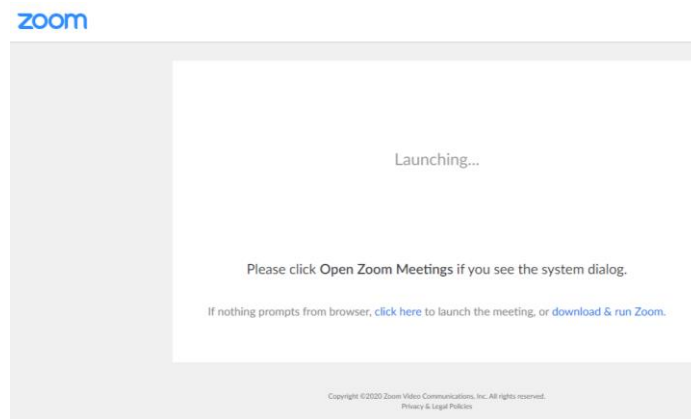 zoom
Launching...
Please click Open Zoom Meetings if you see the system dialog.
If nothing prompts from browser, click here to launch the meeting, or download & run Zoom.
Copyright ©2020 Zoom Video Communications, Inc. All rights reserved.
Privacy & Legal Policies